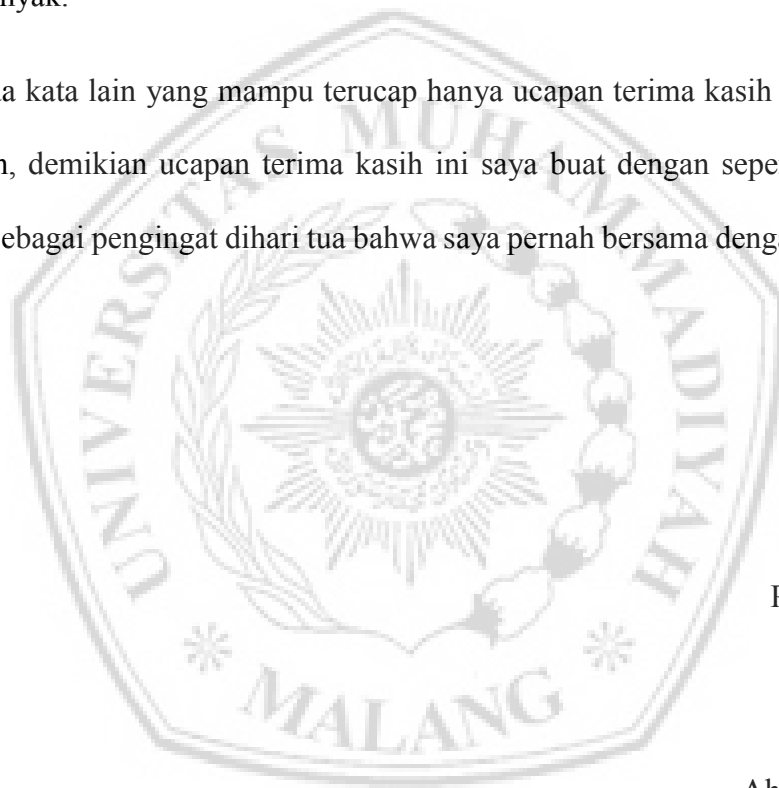 nyak.
a kata lain yang mampu terucap hanya ucapan terima kasih
, demikian ucapan terima kasih ini saya buat dengan sepe
ebagai pengingat dihari tua bahwa saya pernah bersama denga
UNIVERSITAS MUHAMMADIYAH
MALANG